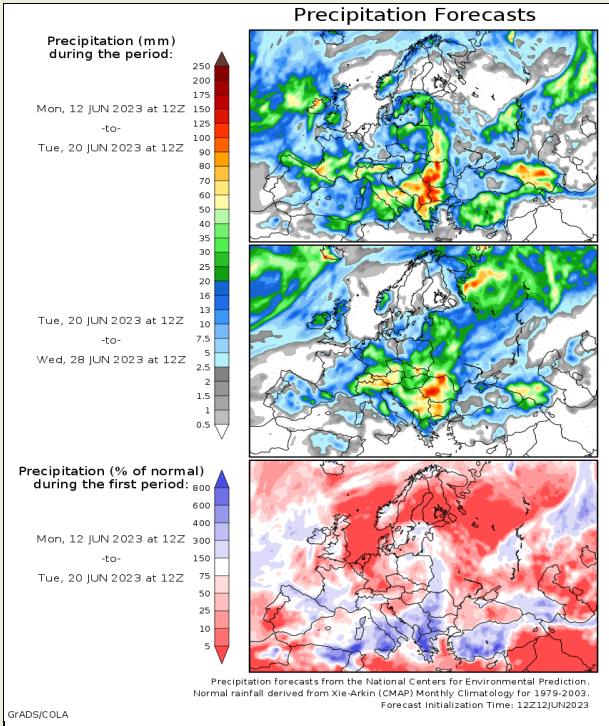 Precipitation Forecasts
Precipitation (mm)
during the period:
250
200
175
150
125
100
90
80
70
60
50
40
35
30
25
20
16
13
10
7.5
5
2.5
2
1.5
1
0.5
Mon, 12 JUN 2023 at 12Z
-to-
Tue, 20 JUN 2023 at 12Z
Tue, 20 JUN 2023 at 12Z
-to-
Wed, 28 JUN 2023 at 12Z
Precipitation (% of normal)
during the first period:
800
600
400
300
150
75
50
25
10
5
Mon, 12 JUN 2023 at 12Z
-to-
Tue, 20 JUN 2023 at 12Z
Precipitation forecasts from the National Centers for Environmental Prediction.
Normal rainfall derived from Xie-Arkin (CMAP) Monthly Climatology for 1979-2003.
Forecast Initialization Time: 12Z12JUN2023
GrADS/COLA